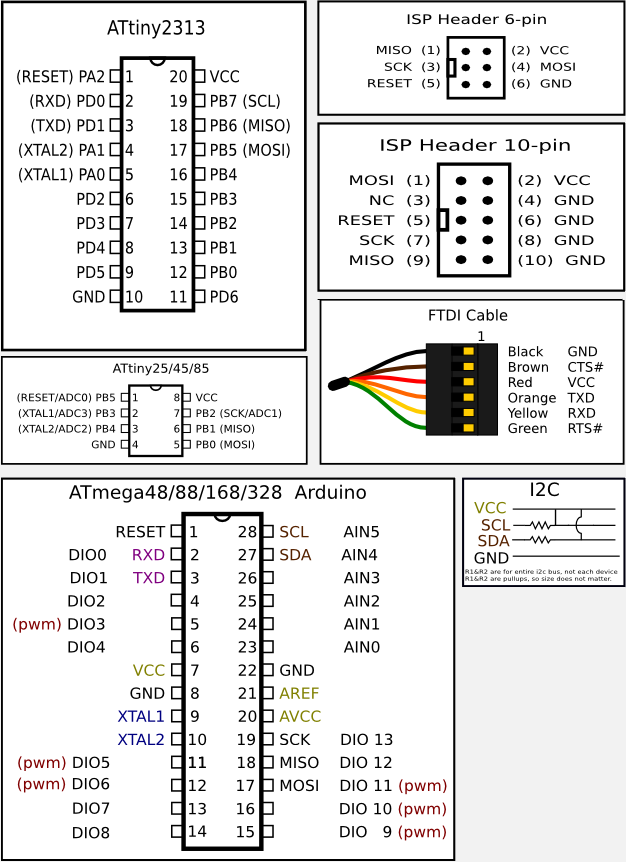 ATtiny2313
(RESET) PA2 1 20 VCC
(RXD) PD0 2 19 PB7 (SCL)
(TXD) PD1 3 18 PB6 (MISO)
(XTAL2) PA1 4 17 PB5 (MOSI)
(XTAL1) PA0 5 16 PB4
PD2 6 15 PB3
PD3 7 14 PB2
PD4 8 13 PB1
PD5 9 12 PB0
GND 10 11 PD6
ISP Header 6-pin
MISO (1) (2) VCC
SCK (3) (4) MOSI
RESET (5) (6) GND
ISP Header 10-pin
MOSI (1) (2) VCC
NC (3) (4) GND
RESET (5) (6) GND
SCK (7) (8) GND
MISO (9) (10) GND
FTDI Cable
1
Black GND
Brown CTS#
Red VCC
Orange TXD
Yellow RXD
Green RTS#
ATtiny25/45/85
(RESET/ADC0) PB5 1 8 VCC
(XTAL1/ADC3) PB3 2 7 PB2 (SCK/ADC1)
(XTAL2/ADC2) PB4 3 6 PB1 (MISO)
GND 4 5 PB0 (MOSI)
ATmega48/88/168/328 Arduino
RESET 1 28 SCL AIN5
DIO0 RXD 2 27 SDA AIN4
DIO1 TXD 3 26 AIN3
DIO2 4 25 AIN2
(pwm) DIO3 5 24 AIN1
DIO4 6 23 AIN0
VCC 7 22 GND
GND 8 21 AREF
XTAL1 9 20 AVCC
XTAL2 10 19 SCK DIO 13
(pwm) DIO5 11 18 MISO DIO 12
(pwm) DIO6 12 17 MOSI DIO 11 (pwm)
DIO7 13 16 DIO 10 (pwm)
DIO8 14 15 DIO 9 (pwm)
I2C
VCC
SCL
SDA
GND
R1&R2 are for entire i2c bus, not each device
R1&R2 are pullups, so size does not matter.